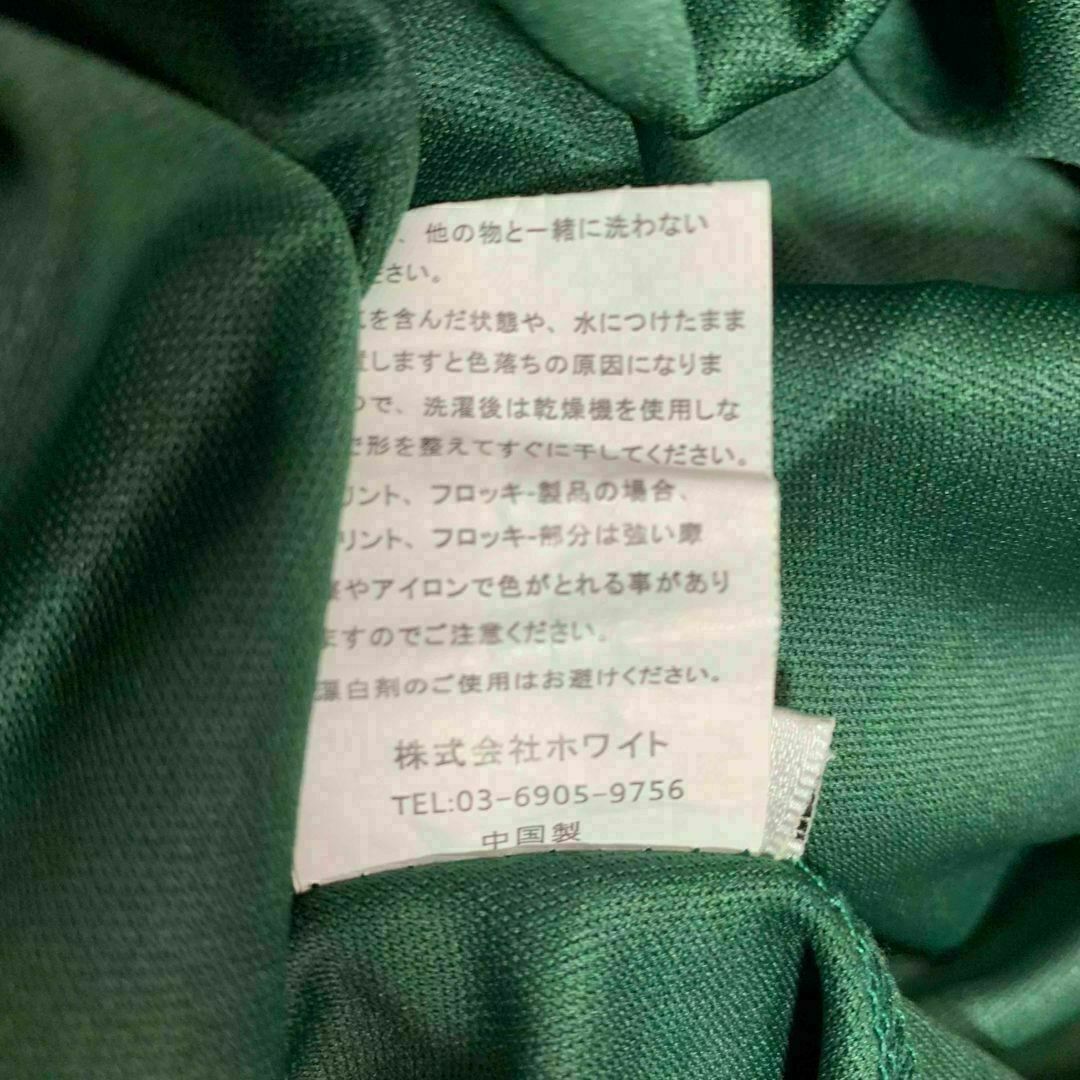 、他の物と一緒に洗わない
ださい。
を含んだ状態や、水につけたまま
置しますと色落ちの原因になりま
ので、洗濯後は乾燥機を使用しな
で形を整えてすぐに干してください。
リント、フロッキ-製品の場合、
リント、フロッキ-部分は強い摩
擦やアイロンで色がとれる事があり
ますのでご注意ください。
漂白剤のご使用はお避けください。
株式会社ホワイト
TEL:03-6905-9756
中国製